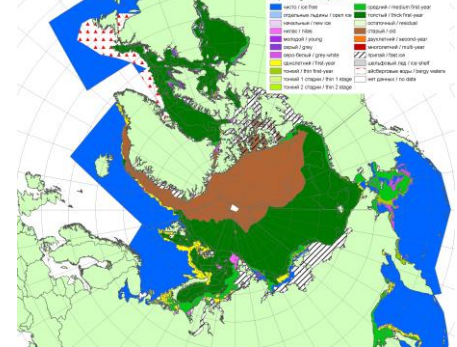 чисто / ice free
отдельные льдины / open ice
начальный / new ice
нилас / nilas
молодой / young
серый / grey
серо-белый / grey-white
однолетний / first-year
тонкий / thin first-year
тонкий 1 стадии / thin 1 stage
тонкий 2 стадии / thin 2 stage
средний / medium first-year
толстый / thick first-year
остаточный / residual
старый / old
двухлетний / second-year
многолетний / multi-year
припай / fast ice
шельфовый лед / ice shelf
айсберговые воды / bergy waters
нет данных / no data